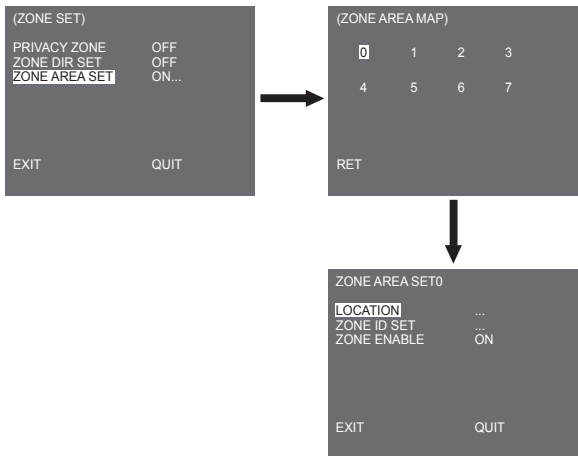 (ZONE SET)
PRIVACY ZONE OFF
ZONE DIR SET OFF
ZONE AREA SET ON...
EXIT QUIT
(ZONE AREA MAP)
0 1 2 3
4 5 6 7
RET
ZONE AREA SET0
LOCATION ...
ZONE ID SET ...
ZONE ENABLE ON
EXIT QUIT